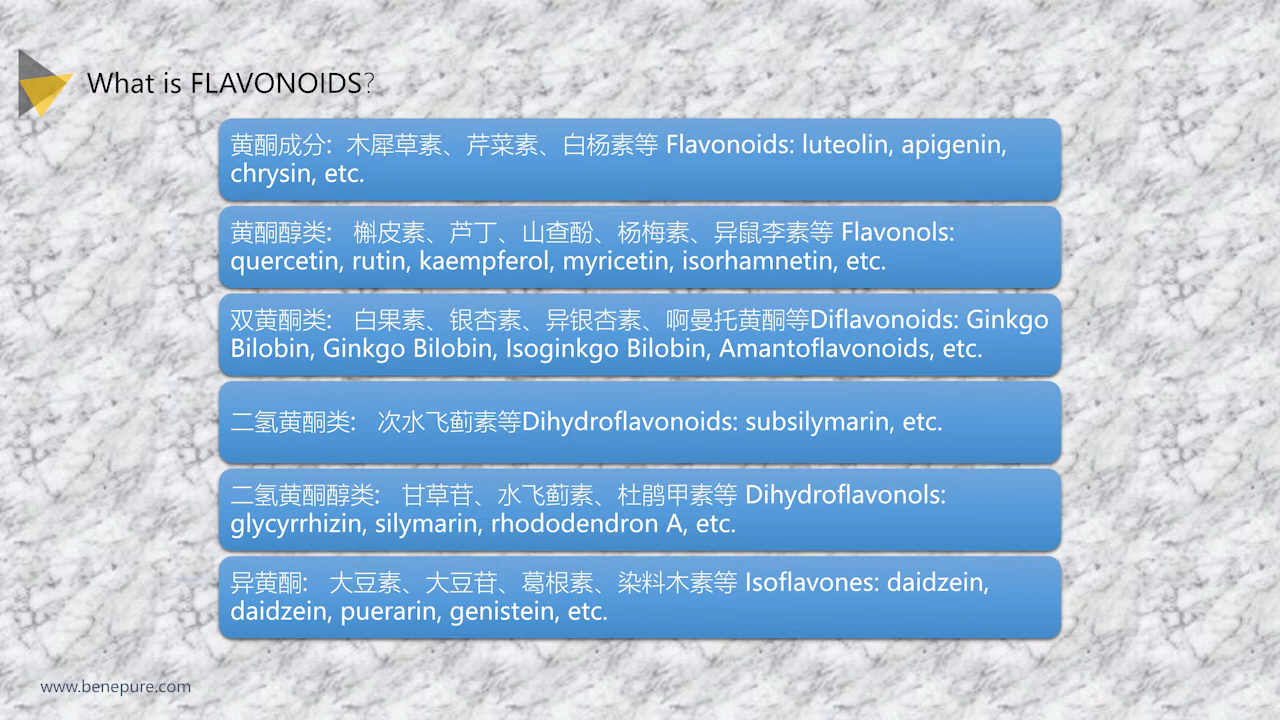 What is FLAVONOIDS?
黄酮成分: 木犀草素、芹菜素、白杨素等 Flavonoids: luteolin, apigenin,
chrysin, etc.
黄酮醇类: 槲皮素、芦丁、山查酚、杨梅素、异鼠李素等 Flavonols:
quercetin, rutin, kaempferol, myricetin, isorhamnetin, etc.
双黄酮类: 白果素、银杏素、异银杏素、啊曼托黄酮等Diflavonoids: Ginkgo
Bilobin, Ginkgo Bilobin, Isoginkgo Bilobin, Amantoflavonoids, etc.
二氢黄酮类: 次水飞蓟素等Dihydroflavonoids: subsilymarin, etc.
二氢黄酮醇类: 甘草苷、水飞蓟素、杜鹃甲素等 Dihydroflavonols:
glycyrrhizin, silymarin, rhododendron A, etc.
异黄酮: 大豆素、大豆苷、葛根素、染料木素等 Isoflavones: daidzein,
daidzein, puerarin, genistein, etc.
www.benepure.com